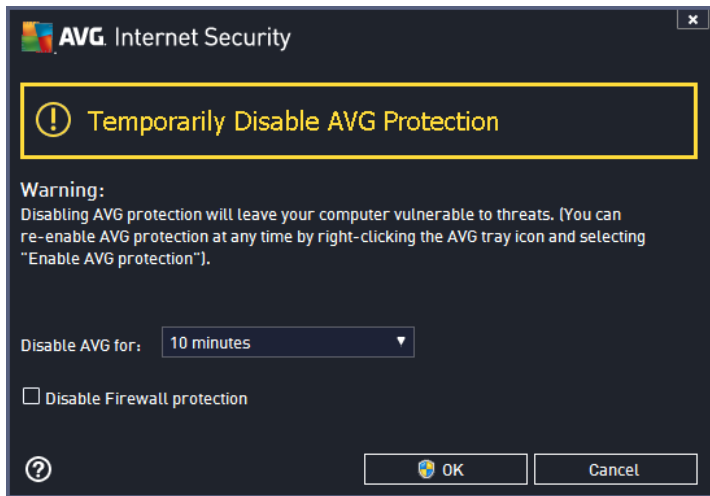 AVG. Internet Security
Temporarily Disable AVG Protection
Warning:
Disabling AVG protection will leave your computer vulnerable to threats. (You can
re-enable AVG protection at any time by right-clicking the AVG tray icon and selecting
"Enable AVG protection").
Disable AVG for: 10 minutes
Disable Firewall protection
OK Cancel